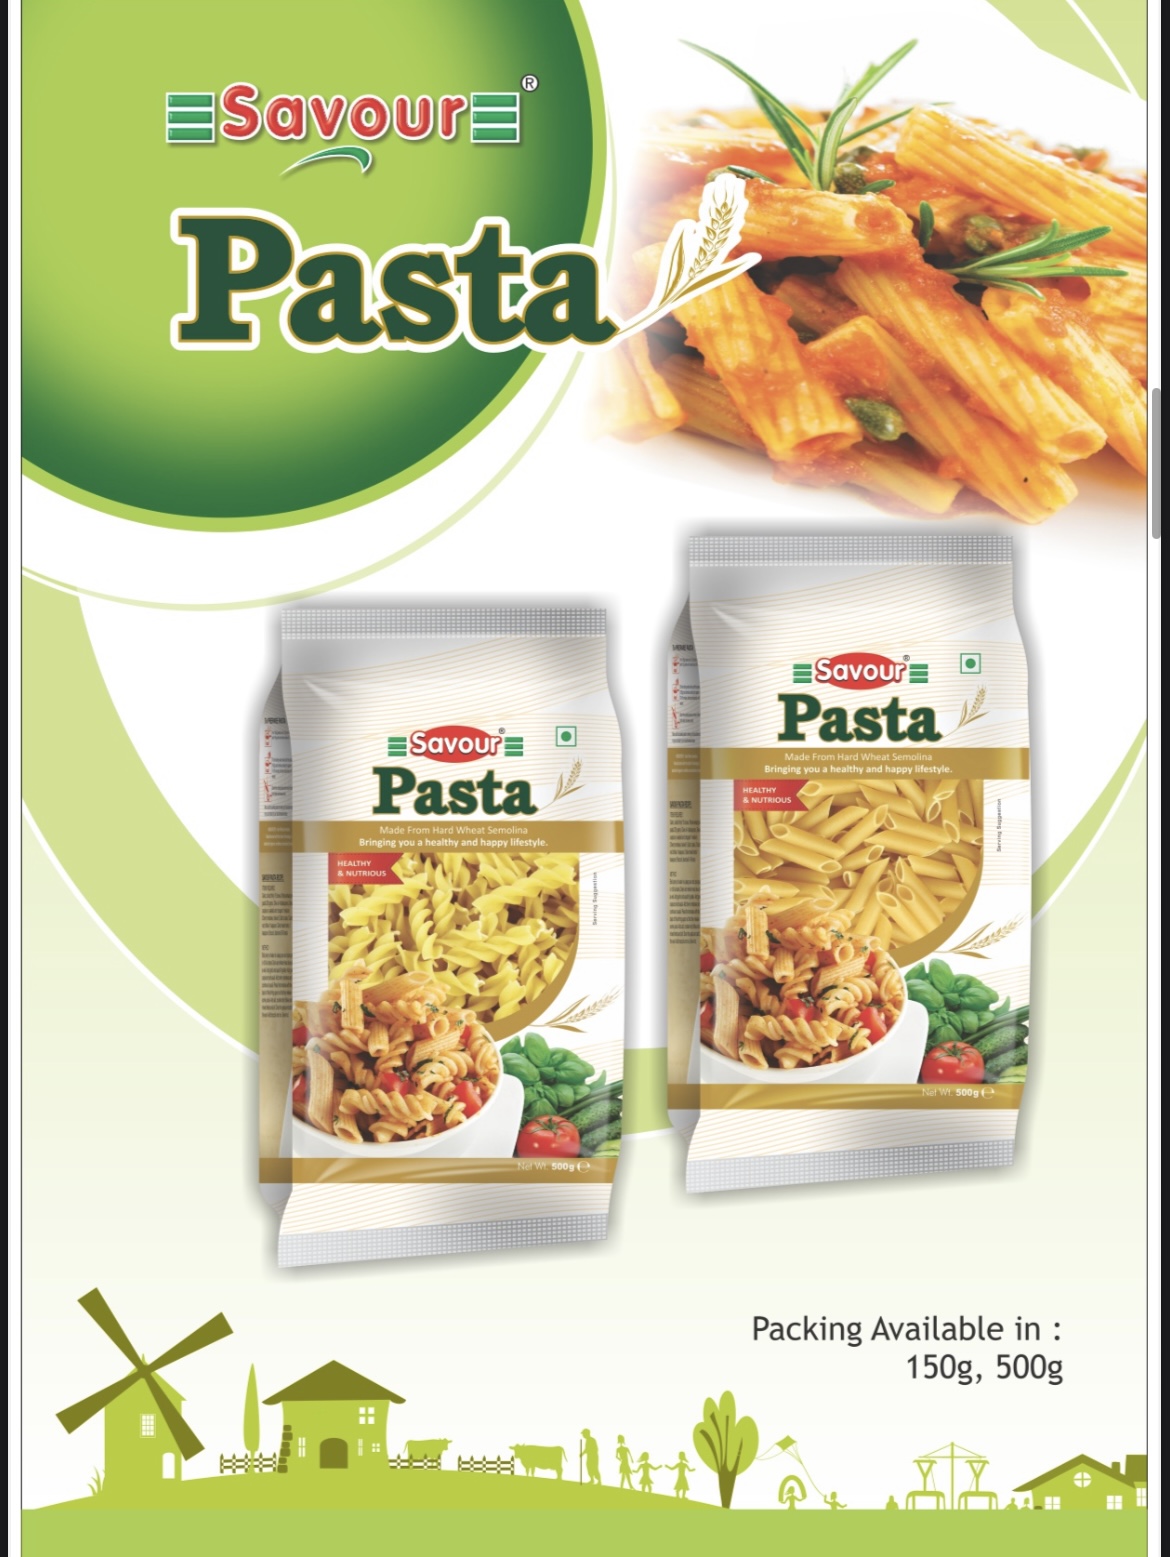 Savour®
Pasta
Savour®
Pasta
Made From Hard Wheat Semolina
Bringing you a healthy and happy lifestyle.
HEALTHY
& NUTRIOUS
Serving Suggestion
Net Wt. 500g ℮
Savour®
Pasta
Made From Hard Wheat Semolina
Bringing you a healthy and happy lifestyle.
HEALTHY
& NUTRIOUS
Serving Suggestion
Net Wt. 500g ℮
Packing Available in :
150g, 500g